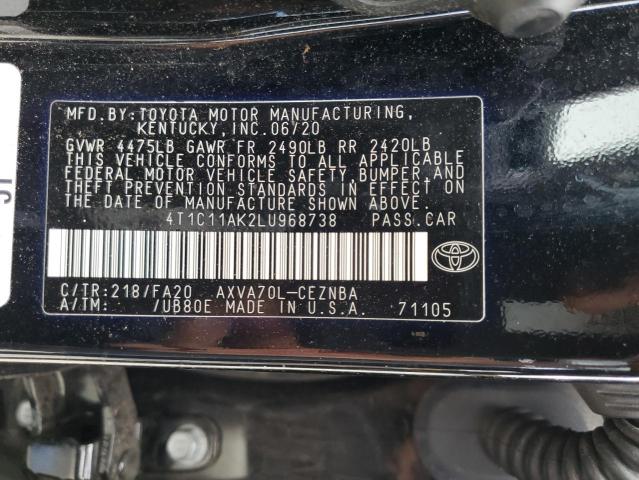 MFD.BY:TOYOTA MOTOR MANUFACTURING,
KENTUCKY, INC.06/20
GVWR 4475LB GAWR FR 2490LB RR 2420LB
THIS VEHICLE CONFORMS TO ALL APPLICABLE
FEDERAL MOTOR VEHICLE SAFETY,BUMPER,AND
THEFT PREVENTION STANDARDS IN EFFECT ON
THE DATE OF MANUFACTURE SHOWN ABOVE.
4T1C11AK2LU968738 PASS.CAR
C/TR:218/FA20 AXVA70L-CEZNBA
A/TM: /UB80E MADE IN U.S.A. 71105